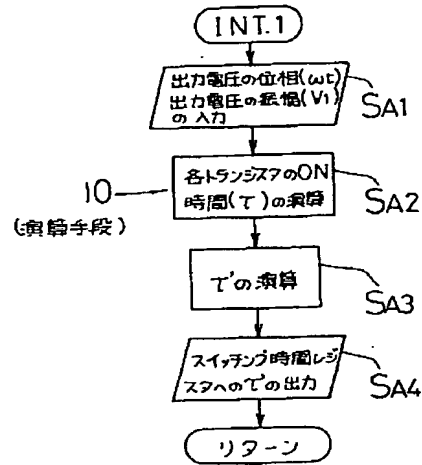 INT.1
出力電圧の位相(ωt)
出力電圧の振幅(V1)
の入力
SA1
各トランジスタのON
時間(τ)の演算
SA2
10
(演算手段)
τ'の演算
SA3
スイッチング時間レジ
スタへのτ'の出力
SA4
リターン